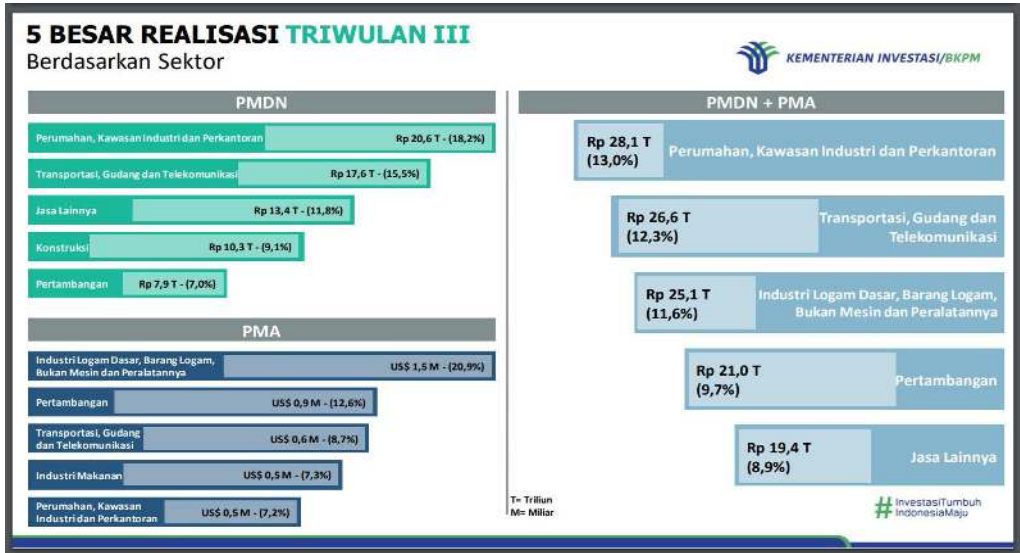 5 BESAR REALISASI TRIWULAN III
Berdasarkan Sektor
KEMENTERIAN INVESTASI/BKPM
PMDN
Perumahan, Kawasan Industri dan Perkantoran
Rp 20,6 T - (18,2%)
Transportasi, Gudang dan Telekomunikasi
Rp 17,6 T - (15,5%)
Jasa Lainnya
Rp 13,4 T - (11,8%)
Konstruksi
Rp 10,3 T - (9,1%)
Pertambangan
Rp 7,9 T - (7,0%)
PMA
Industri Logam Dasar, Barang Logam,
Bukan Mesin dan Peralatannya
US$ 1,5 M - (20,9%)
Pertambangan
US$ 0,9 M - (12,6%)
Transportasi, Gudang
dan Telekomunikasi
US$ 0,6 M - (8,7%)
Industri Makanan
US$ 0,5 M - (7,3%)
Perumahan, Kawasan
Industri dan Perkantoran
US$ 0,5 M - (7,2%)
PMDN + PMA
Rp 28,1 T
(13,0%)
Perumahan, Kawasan Industri dan Perkantoran
Rp 26,6 T
(12,3%)
Transportasi, Gudang dan
Telekomunikasi
Rp 25,1 T
(11,6%)
Industri Logam Dasar, Barang Logam,
Bukan Mesin dan Peralatannya
Rp 21,0 T
(9,7%)
Pertambangan
Rp 19,4 T
(8,9%)
Jasa Lainnya
T= Triliun
M= Miliar
# InvestasiTumbuh
IndonesiaMaju